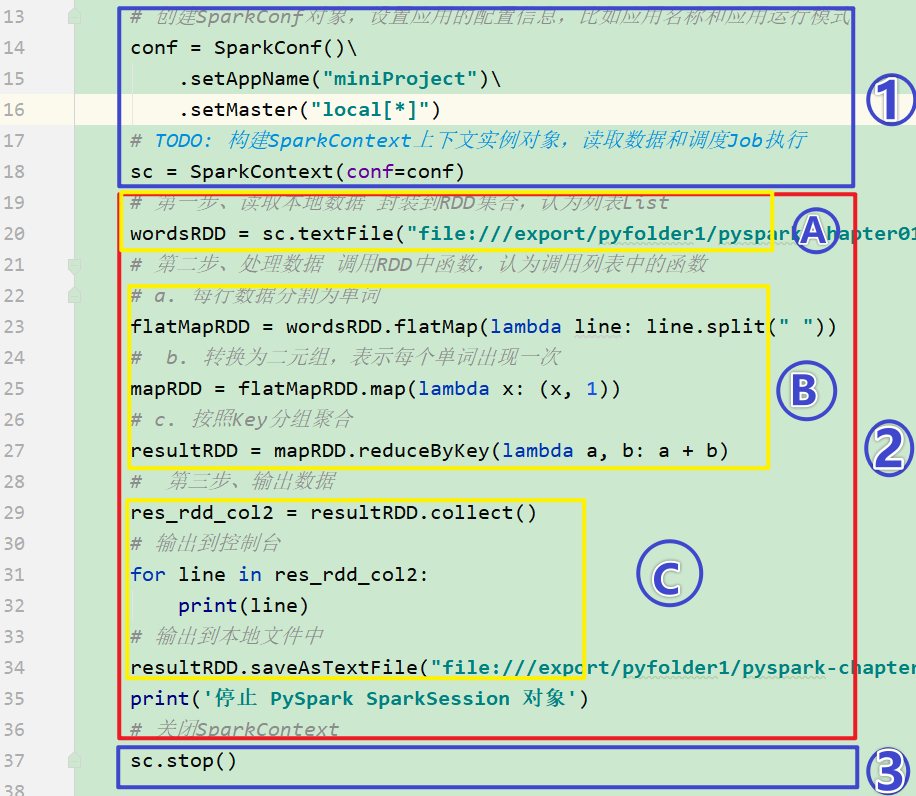 13 # 创建SparkConf对象，设置应用的配置信息，比如应用名称和应用运行模式
14 conf = SparkConf()\
15 .setAppName("miniProject")\
16 .setMaster("local[*]")
17 # TODO: 构建SparkContext上下文实例对象，读取数据和调度Job执行
18 sc = SparkContext(conf=conf)
①
19 # 第一步、读取本地数据 封装到RDD集合，认为列表List
20 wordsRDD = sc.textFile("file:///export/pyfolder1/pyspark-chapter01
A
21 # 第二步、处理数据 调用RDD中函数，认为调用列表中的函数
22 # a. 每行数据分割为单词
23 flatMapRDD = wordsRDD.flatMap(lambda line: line.split(" "))
24 # b. 转换为二元组，表示每个单词出现一次
25 mapRDD = flatMapRDD.map(lambda x: (x, 1))
B
26 # c. 按照Key分组聚合
27 resultRDD = mapRDD.reduceByKey(lambda a, b: a + b)
②
28 # 第三步、输出数据
29 res_rdd_col2 = resultRDD.collect()
30 # 输出到控制台
31 for line in res_rdd_col2:
C
32 print(line)
33 # 输出到本地文件中
34 resultRDD.saveAsTextFile("file:///export/pyfolder1/pyspark-chapter
35 print('停止 PySpark SparkSession 对象')
36 # 关闭SparkContext
37 sc.stop()
③
38